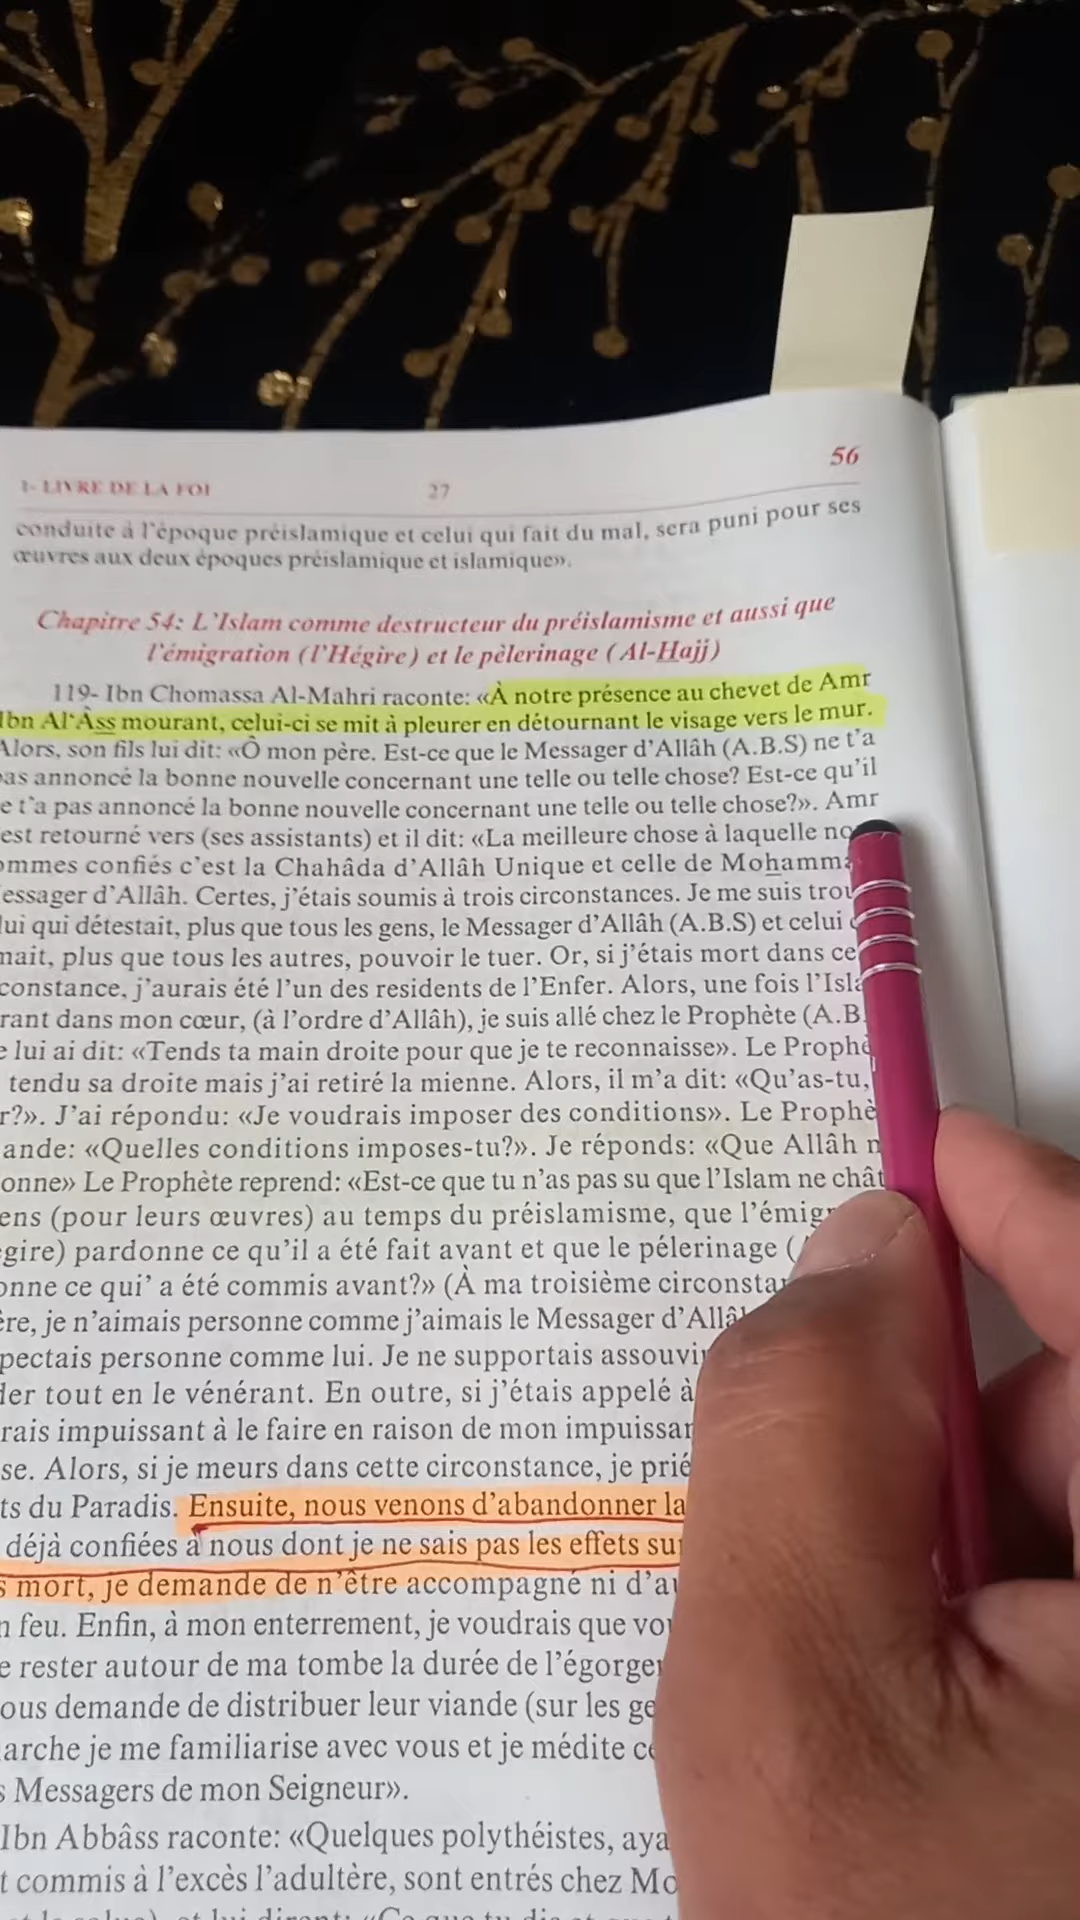 1- LIVRE DE LA FOI 27 56
conduite à l'époque préislamique et celui qui fait du mal, sera puni pour ses
œuvres aux deux époques préislamique et islamique».
Chapitre 54: L'Islam comme destructeur du préislamisme et aussi que
l'émigration (l'Hégire) et le pèlerinage (Al-Hajj)
119- Ibn Chomassa Al-Mahri raconte: «À notre présence au chevet de Amr
Ibn Al'Âss mourant, celui-ci se mit à pleurer en détournant le visage vers le mur.
Alors, son fils lui dit: «Ô mon père. Est-ce que le Messager d'Allâh (A.B.S) ne t'a
as annoncé la bonne nouvelle concernant une telle ou telle chose? Est-ce qu'il
e t'a pas annoncé la bonne nouvelle concernant une telle ou telle chose?». Amr
est retourné vers (ses assistants) et il dit: «La meilleure chose à laquelle no
ommes confiés c'est la Chahâda d'Allâh Unique et celle de Mohamm
essager d'Allâh. Certes, j'étais soumis à trois circonstances. Je me suis trou
lui qui détestait, plus que tous les gens, le Messager d'Allâh (A.B.S) et celui
mait, plus que tous les autres, pouvoir le tuer. Or, si j'étais mort dans ce
constance, j'aurais été l'un des residents de l'Enfer. Alors, une fois l'Isla
rant dans mon cœur, (à l'ordre d'Allâh), je suis allé chez le Prophète (A.B.
e lui ai dit: «Tends ta main droite pour que je te reconnaisse». Le Prophè
tendu sa droite mais j'ai retiré la mienne. Alors, il m'a dit: «Qu'as-tu,
r?». J'ai répondu: «Je voudrais imposer des conditions». Le Prophè
ande: «Quelles conditions imposes-tu?». Je réponds: «Que Allâh
onne» Le Prophète reprend: «Est-ce que tu n'as pas su que l'Islam ne chât
ens (pour leurs œuvres) au temps du préislamisme, que l'émigr
gire) pardonne ce qu'il a été fait avant et que le pélerinage (
onne ce qui' a été commis avant?» (À ma troisième circonsta
ère, je n'aimais personne comme j'aimais le Messager d'Allâ
pectais personne comme lui. Je ne supportais assouvi
der tout en le vénérant. En outre, si j'étais appelé à
rais impuissant à le faire en raison de mon impuissa
se. Alors, si je meurs dans cette circonstance, je prié
ts du Paradis. Ensuite, nous venons d'abandonner la
déjà confiées à nous dont je ne sais pas les effets su
s mort, je demande de n'être accompagné ni d'au
n feu. Enfin, à mon enterrement, je voudrais que vou
e rester autour de ma tombe la durée de l'égorge
ous demande de distribuer leur viande (sur les ge
arche je me familiarise avec vous et je médite ce
s Messagers de mon Seigneur».
Ibn Abbâss raconte: «Quelques polythéistes, aya
t commis à l'excès l'adultère, sont entrés chez Mo